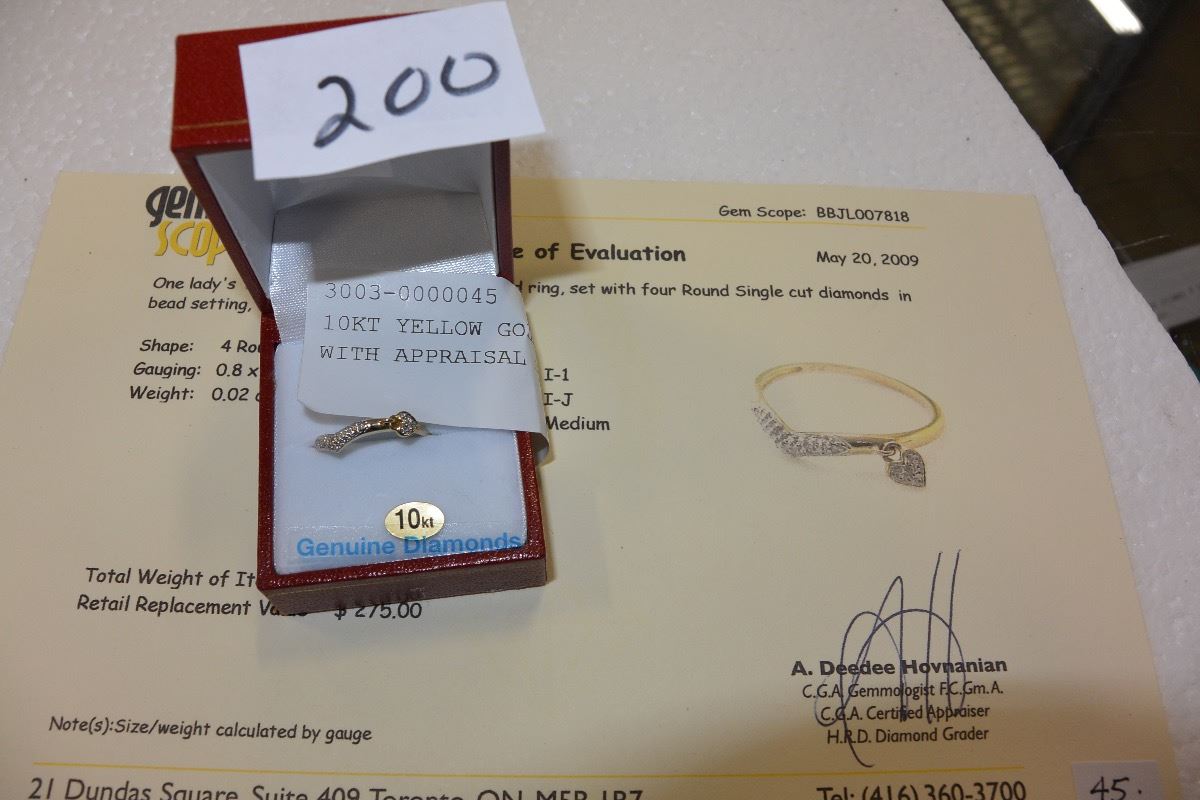 200
gem
SCOP
Gem Scope: BBJL007818
e of Evaluation
May 20, 2009
One lady's
ring, set with four Round Single cut diamonds in
bead setting,
3003-0000045
10KT YELLOW GO
WITH APPRAISAL
Shape: 4 Rou
Gauging: 0.8 x
Weight: 0.02
I-1
I-J
Medium
10kt
Genuine Diamonds
Total Weight of It
Retail Replacement Va $ 275.00
A. Deedee Hovnanian
C.G.A. Gemmologist F.C.Gm.A.
C.G.A. Certified Appraiser
H.R.D. Diamond Grader
Note(s):Size/weight calculated by gauge
21 Dundas Square, Suite 409 Toronto ON M5B 1B7
Tel: (416) 360-3700
45.